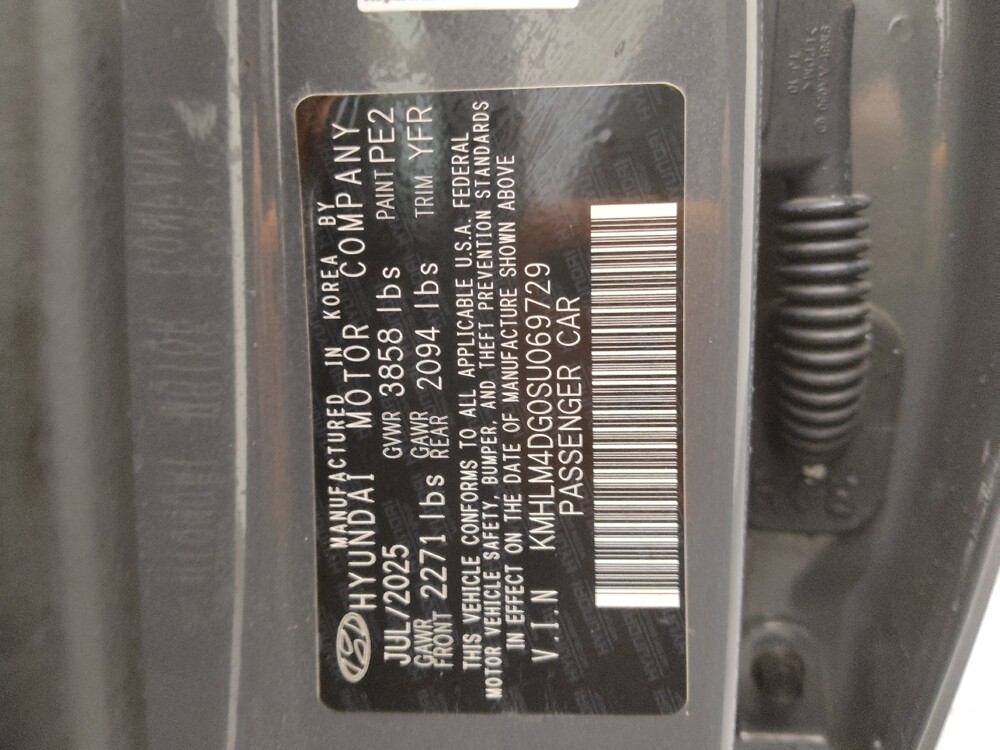 MANUFACTURED IN KOREA BY
HYUNDAI MOTOR COMPANY
JUL/2025 GVWR 3858 lbs PAINT PE2
GAWR FRONT 2271 lbs GAWR REAR 2094 lbs TRIM YFR
THIS VEHICLE CONFORMS TO ALL APPLICABLE U.S.A. FEDERAL
MOTOR VEHICLE SAFETY, BUMPER, AND THEFT PREVENTION STANDARDS
IN EFFECT ON THE DATE OF MANUFACTURE SHOWN ABOVE
V.I.N KMHLM4DG0SU069729
PASSENGER CAR